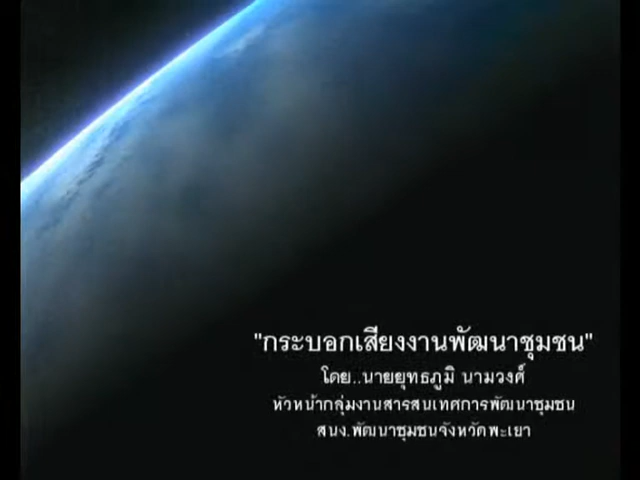 "กระบอกเสียงงานพัฒนาชุมชน"
โดย..นายยุทธภูมิ นามวงศ์
หัวหน้ากลุ่มงานสารสนเทศการพัฒนาชุมชน
สนง.พัฒนาชุมชนจังหวัดพะเยา